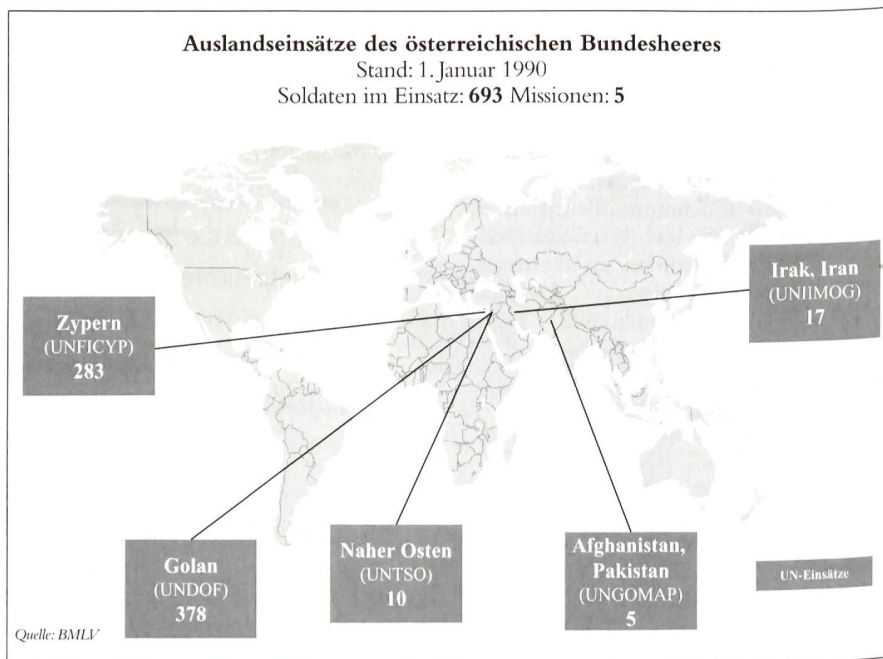 Auslandseinsätze des österreichischen Bundesheeres
Stand: 1. Januar 1990
Soldaten im Einsatz: 693 Missionen: 5
Irak, Iran
(UNIIMOG)
17
Zypern
(UNFICYP)
283
Golan
(UNDOF)
378
Naher Osten
(UNTSO)
10
Afghanistan,
Pakistan
(UNGOMAP)
5
UN-Einsätze
Quelle: BMLV